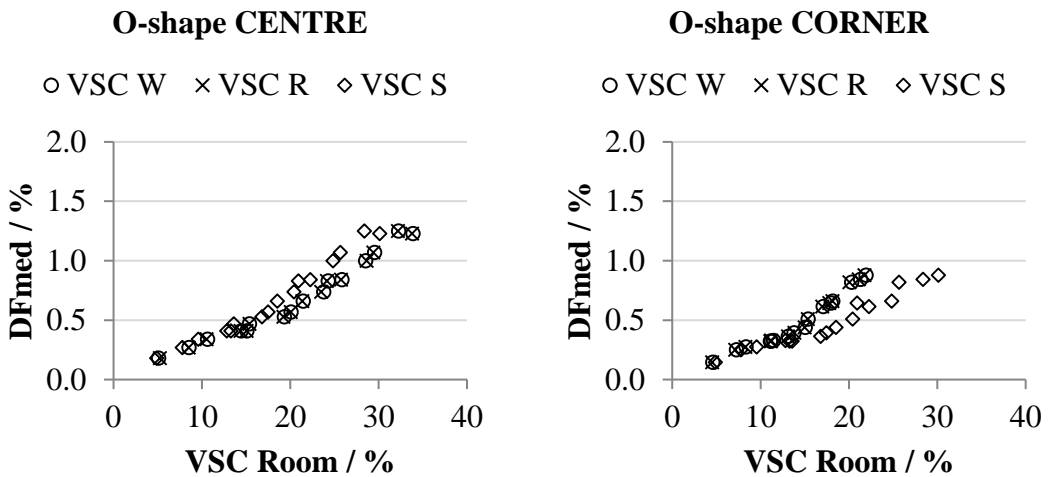 O-shape CENTRE
VSC W VSC R VSC S
2.0
1.5
1.0
0.5
0.0
DFmed / %
0 10 20 30 40
VSC Room / %
O-shape CORNER
VSC W VSC R VSC S
2.0
1.5
1.0
0.5
0.0
DFmed / %
0 10 20 30 40
VSC Room / %